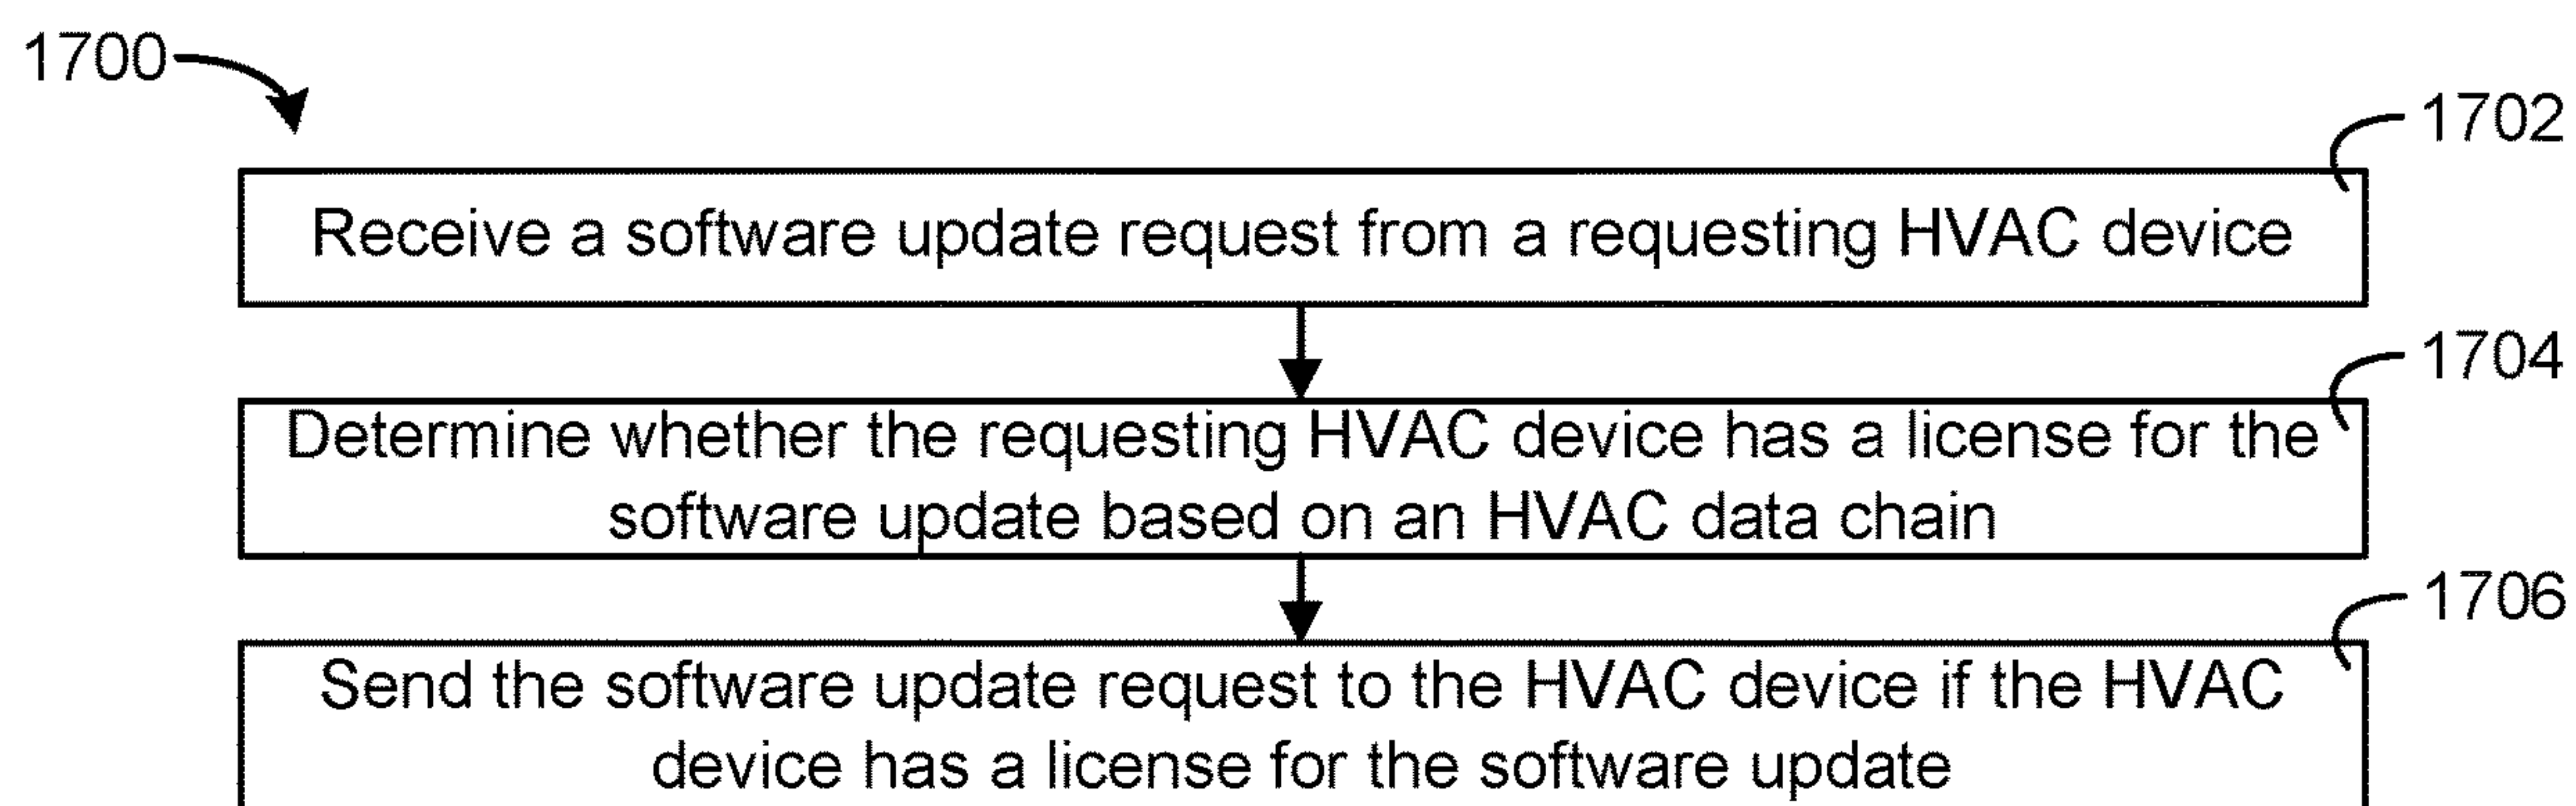 1700
1702
Receive a software update request from a requesting HVAC device
1704
Determine whether the requesting HVAC device has a license for the
software update based on an HVAC data chain
1706
Send the software update request to the HVAC device if the HVAC
device has a license for the software update